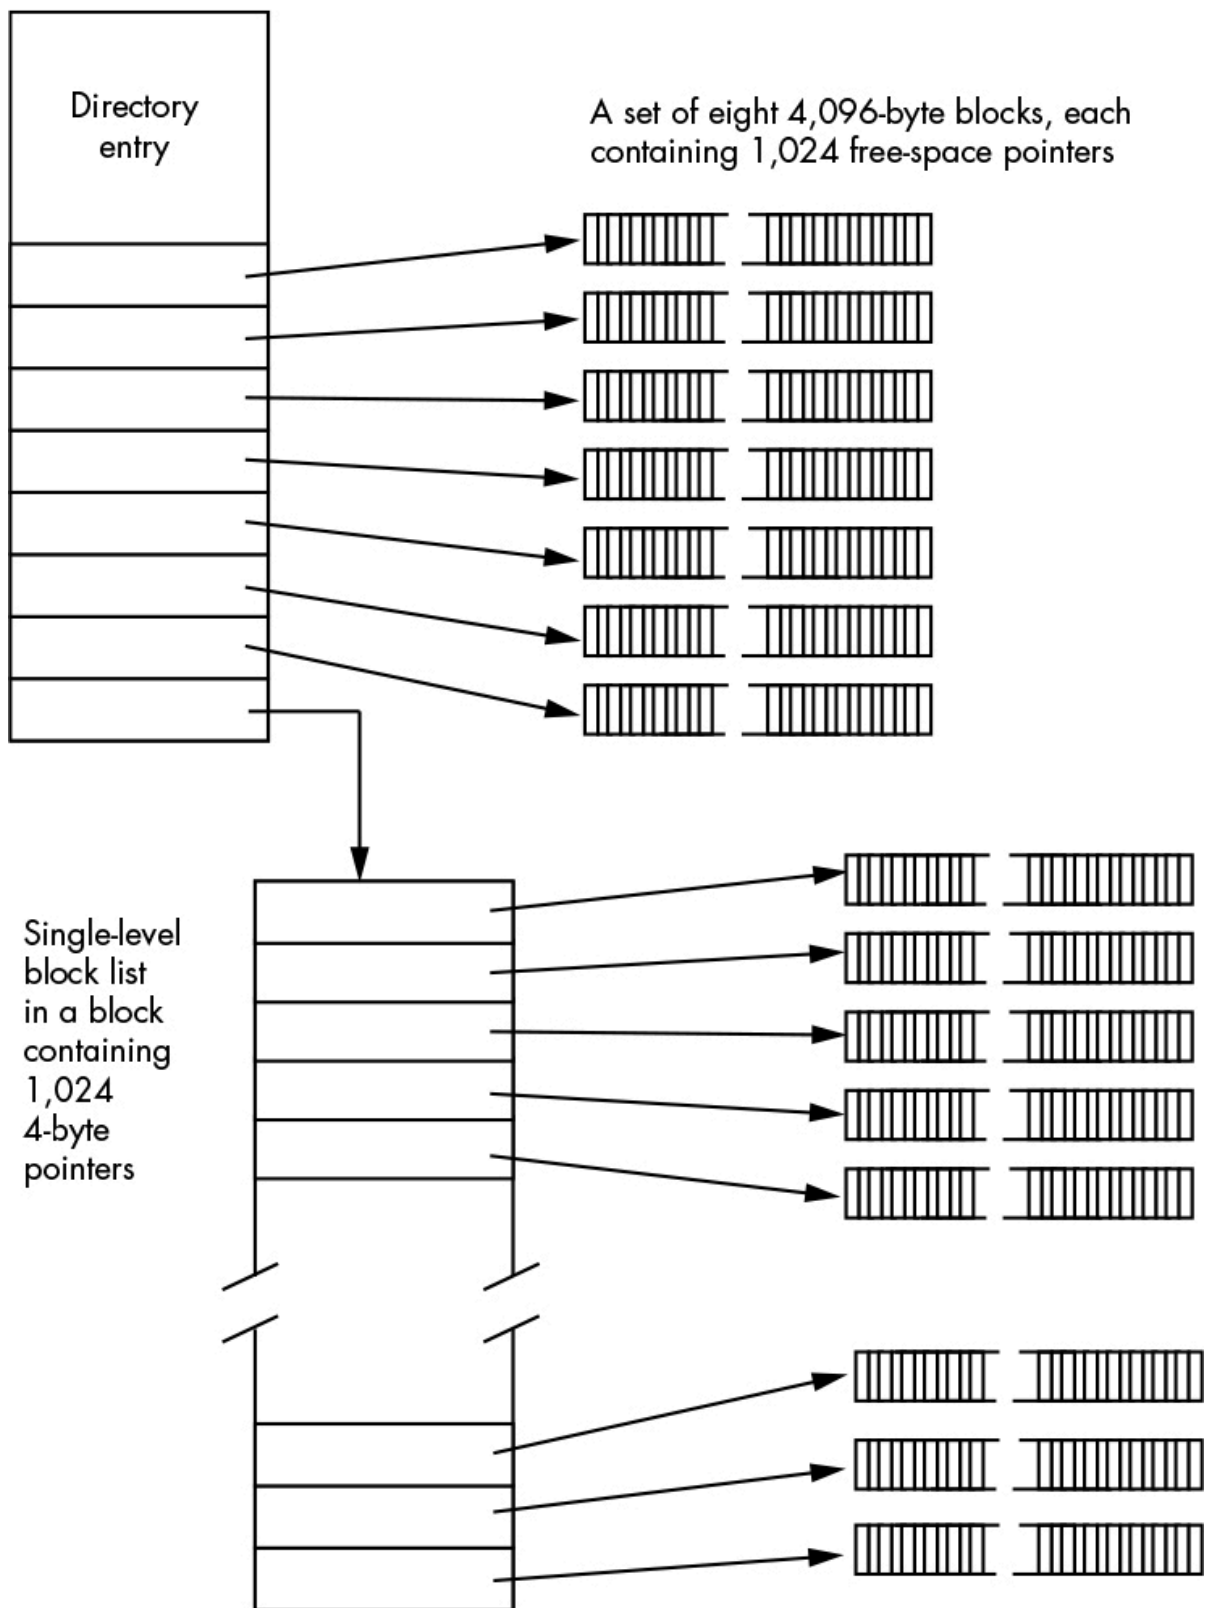 Directory
entry
A set of eight 4,096-byte blocks, each
containing 1,024 free-space pointers
Single-level
block list
in a block
containing
1,024
4-byte
pointers